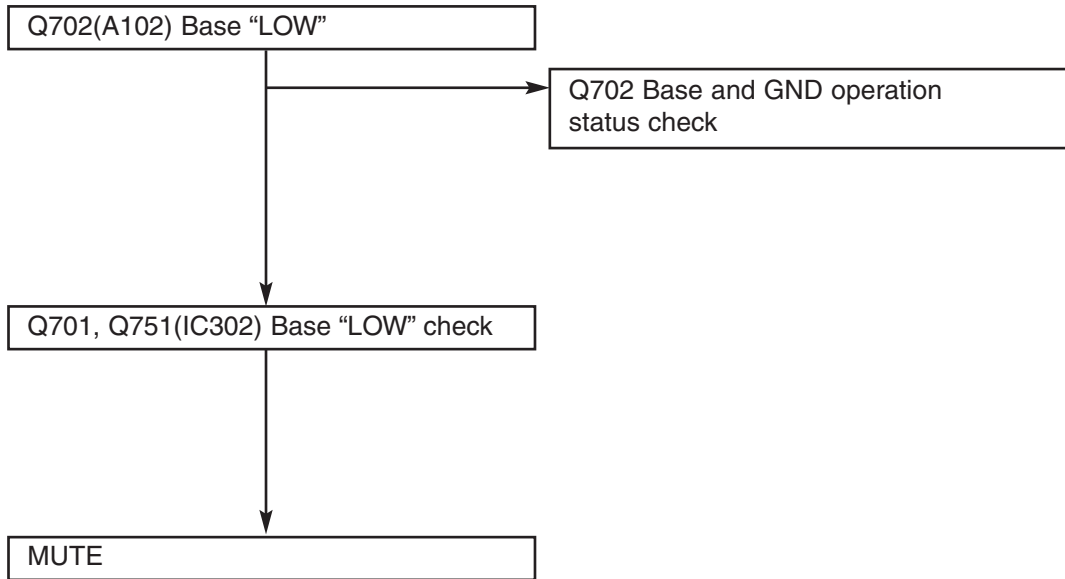 Q702(A102) Base “LOW”
Q702 Base and GND operation
status check
Q701, Q751(IC302) Base “LOW” check
MUTE